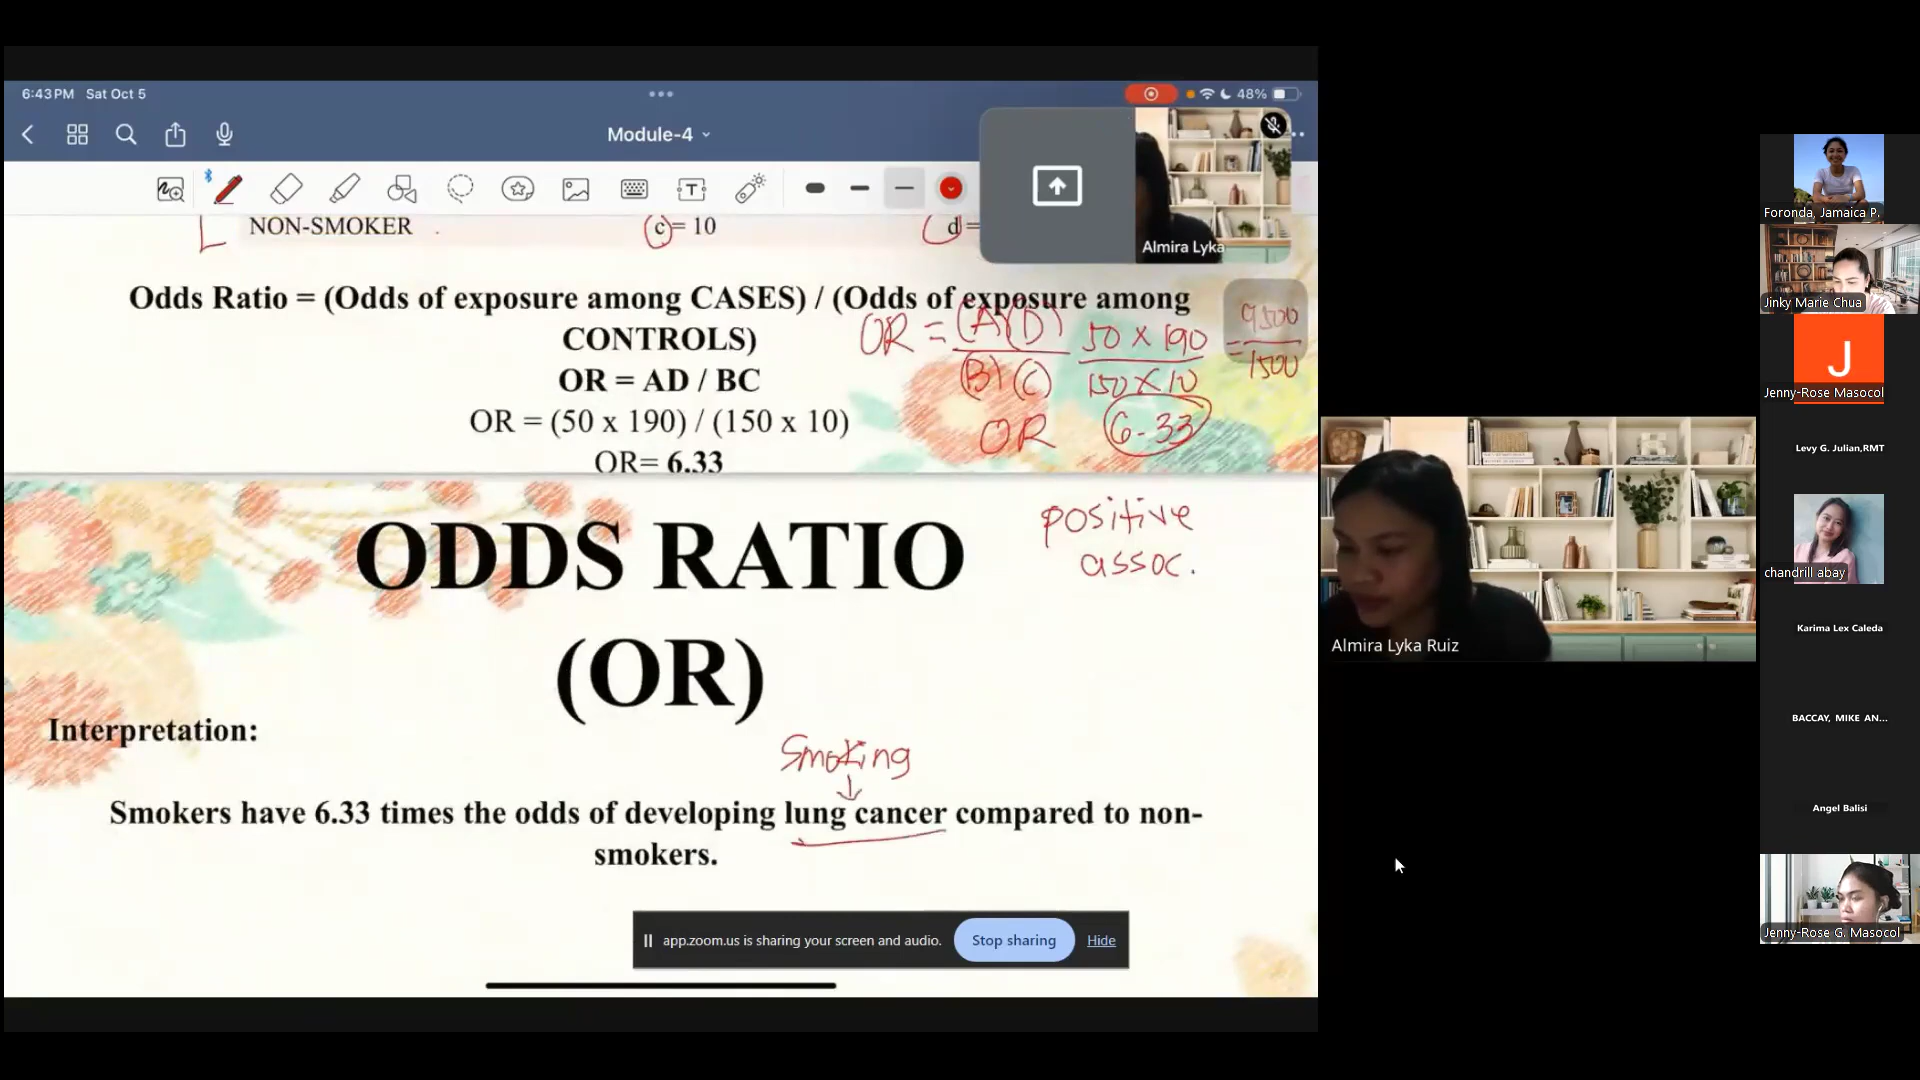 6:43 PM Sat Oct 5
48%
Module-4
NON-SMOKER c = 10 d =
Almira Lyka
Odds Ratio = (Odds of exposure among CASES) / (Odds of exposure among
CONTROLS)
OR = AD / BC
OR = (50 x 190) / (150 x 10)
OR= 6.33
OR = (A)(D) 50 x 190 = 9500
(B)(C) 150 x 10 1500
OR 6.33
ODDS RATIO
(OR)
positive
assoc.
Interpretation:
Smoking
Smokers have 6.33 times the odds of developing lung cancer compared to non-
smokers.
app.zoom.us is sharing your screen and audio. Stop sharing Hide
Almira Lyka Ruiz
Foronda, Jamaica P.
Jinky Marie Chua
J
Jenny-Rose Masocol
Levy G. Julian,RMT
chandrill abay
Karima Lex Caleda
BACCAY, MIKE AN...
Angel Balisi
Jenny-Rose G. Masocol